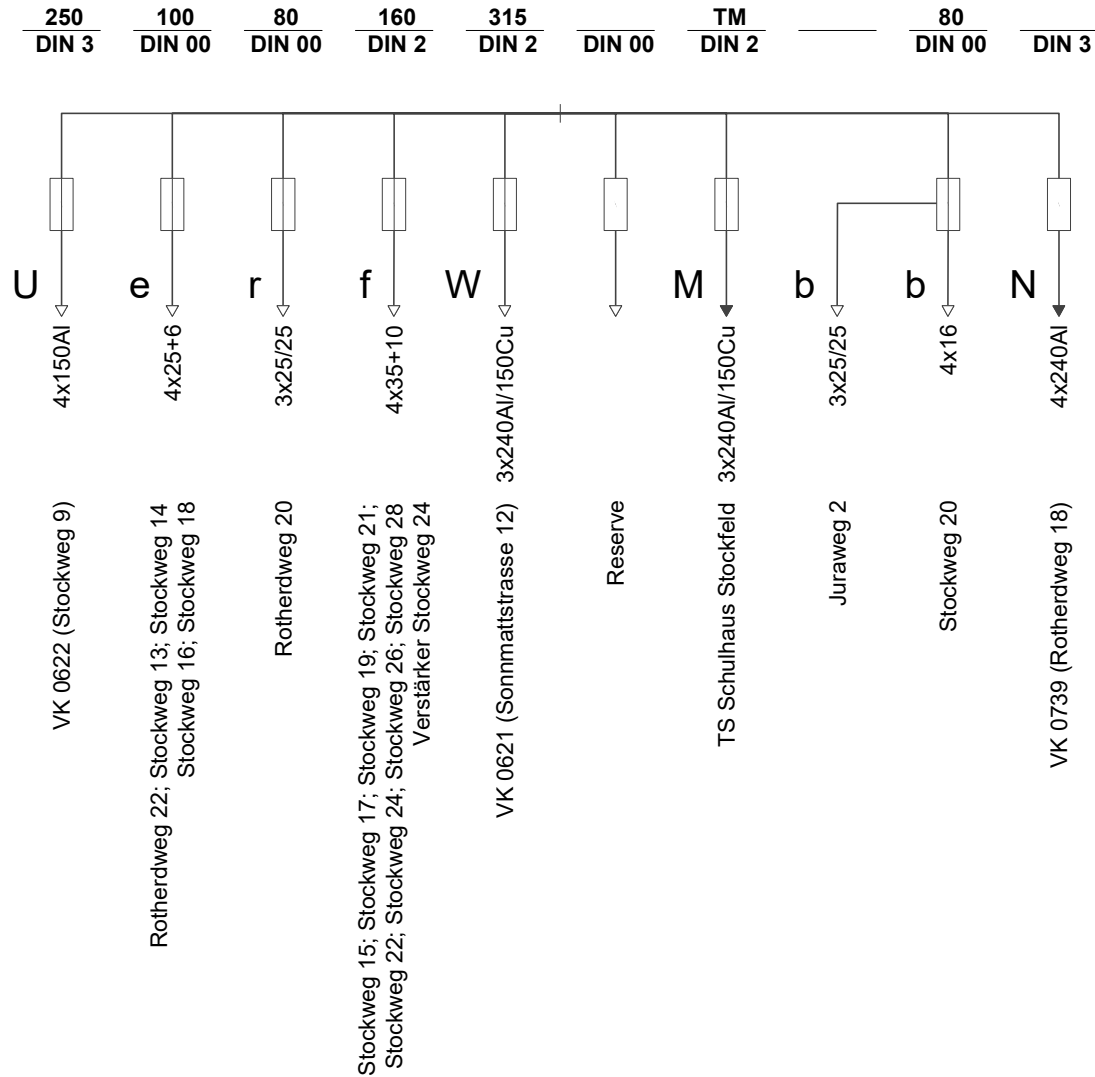 250 100 80 160 315 TM 80
DIN 3 DIN 00 DIN 00 DIN 2 DIN 2 DIN 00 DIN 2 DIN 00 DIN 3
U e r f W M b b N
4x150Al
4x25+6
3x25/25
4x35+10
3x240Al/150Cu
3x240Al/150Cu
3x25/25
4x16
4x240Al
VK 0622 (Stockweg 9)
Rotherdweg 22; Stockweg 13; Stockweg 14
Stockweg 16; Stockweg 18
Rotherdweg 20
Stockweg 15; Stockweg 17; Stockweg 19; Stockweg 21;
Stockweg 22; Stockweg 24; Stockweg 26; Stockweg 28
Verstärker Stockweg 24
VK 0621 (Sonnmattstrasse 12)
Reserve
TS Schulhaus Stockfeld
Juraweg 2
Stockweg 20
VK 0739 (Rotherdweg 18)